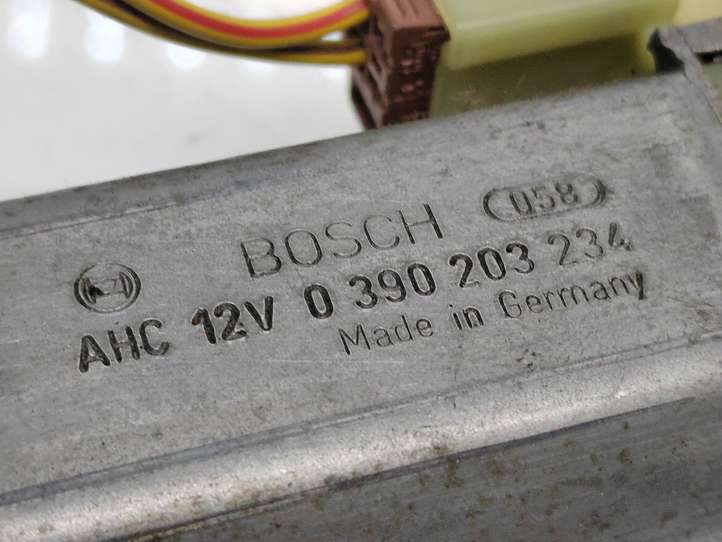 BOSCH 058
AHC 12V 0 390 203 234
Made in Germany